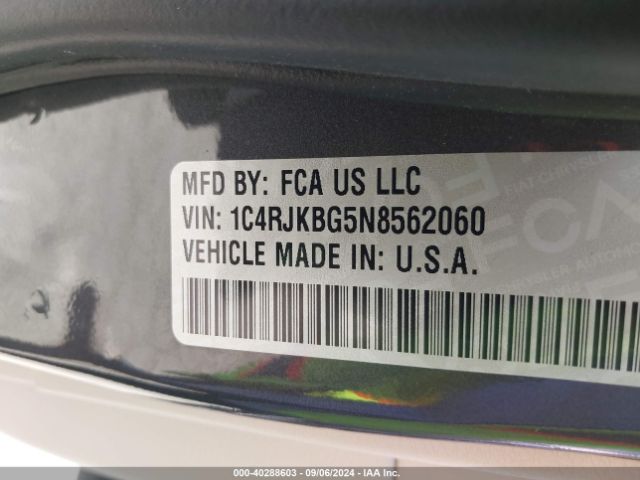 MFD BY: FCA US LLC
VIN: 1C4RJKBG5N8562060
VEHICLE MADE IN: U.S.A.
000-40288603 - 09/06/2024 - IAA Inc.